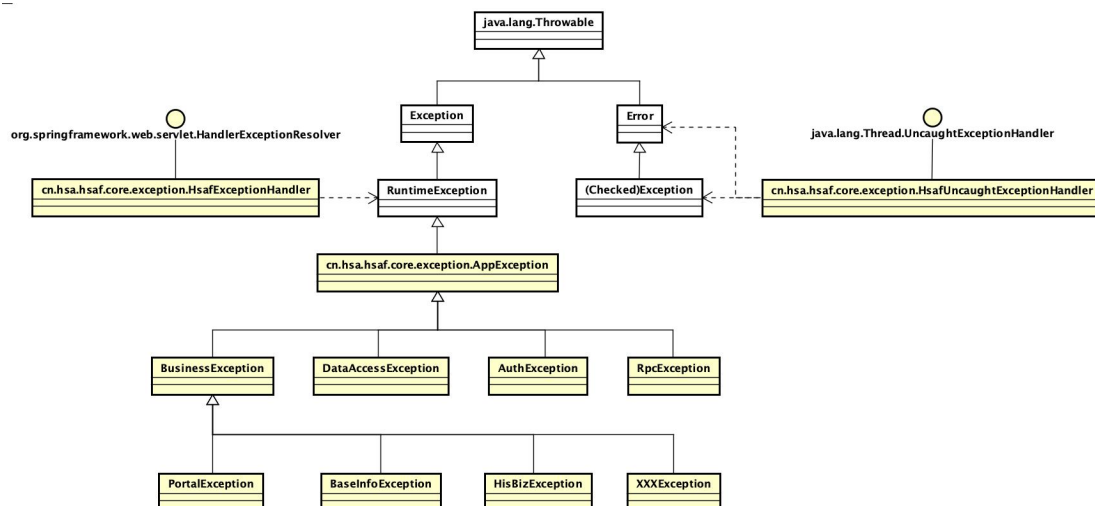 java.lang.Throwable
Exception
Error
org.springframework.web.servlet.HandlerExceptionResolver
java.lang.Thread.UncaughtExceptionHandler
cn.hsa.hsaf.core.exception.HsafExceptionHandler
RuntimeException
(Checked)Exception
cn.hsa.hsaf.core.exception.HsafUncaughtExceptionHandler
cn.hsa.hsaf.core.exception.AppException
BusinessException
DataAccessException
AuthException
RpcException
PortalException
BaseInfoException
HisBizException
XXXException